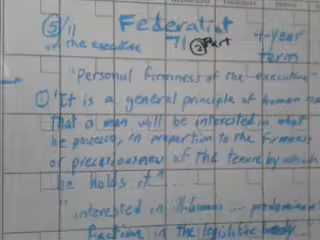 ⑤/11 Federalist 4-year
on the executive 71 ② Part Term
"Personal firmness of the executive"
① "It is a general principle of human
That a man will be interested in what
he possess, in proportion to the firmness
or precariousness of the tenure by which
he holds it" ...
"interested in ... predominant
faction in the legislative body...